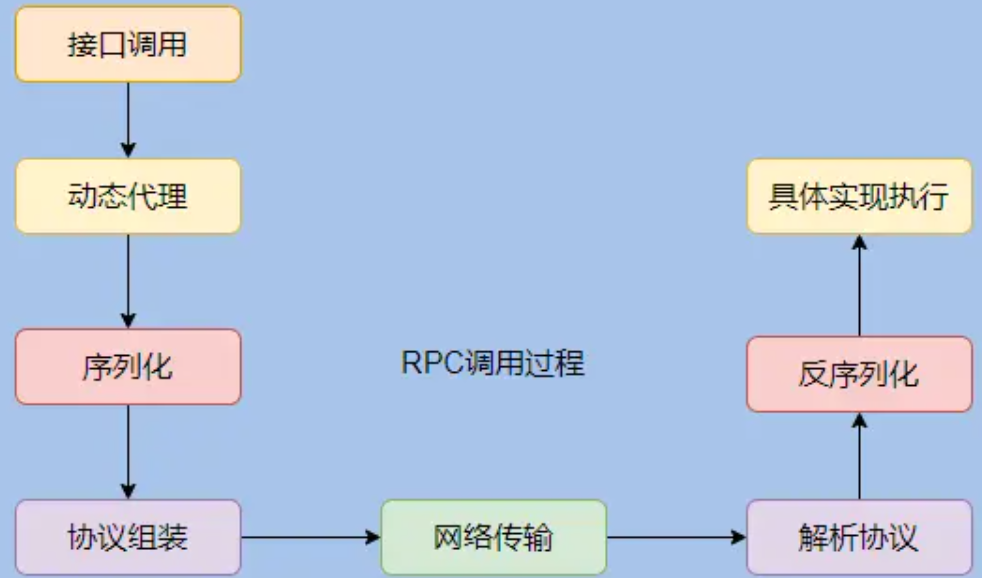 接口调用
动态代理
具体实现执行
序列化
RPC调用过程
反序列化
协议组装
网络传输
解析协议